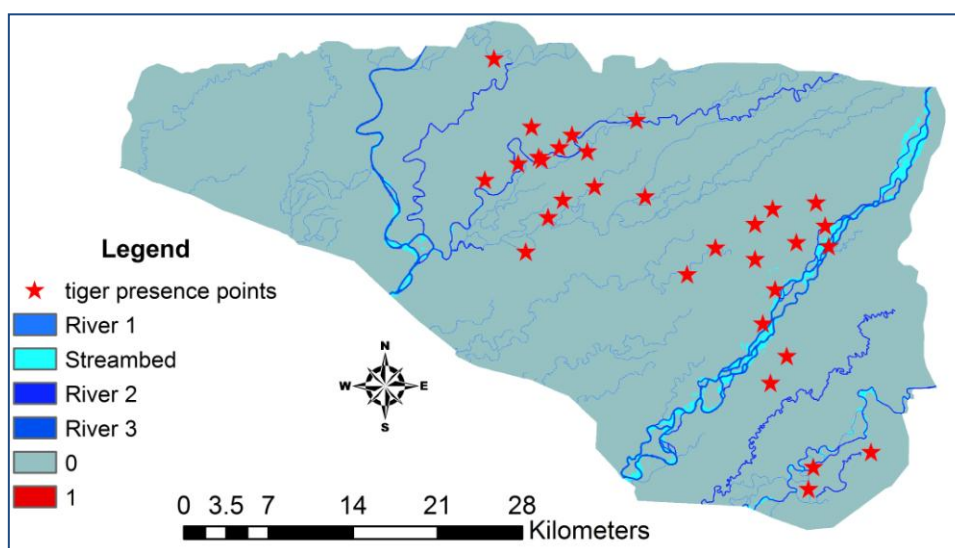 Legend
tiger presence points
River 1
Streambed
River 2
River 3
0
1
N
W E
S
0 3.5 7 14 21 28
Kilometers